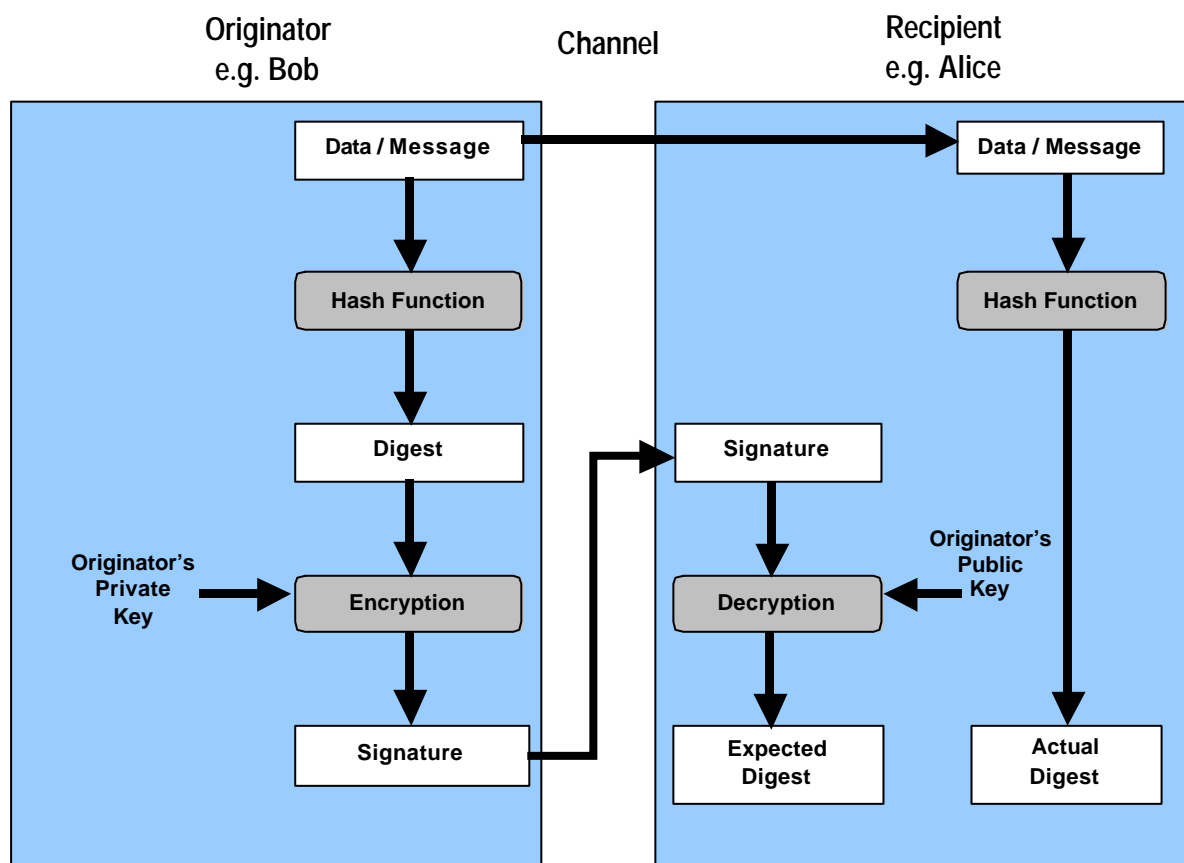 Originator
e.g. Bob
Channel
Recipient
e.g. Alice
Data / Message
Data / Message
Hash Function
Hash Function
Digest
Signature
Originator’s
Private
Key
Encryption
Decryption
Originator’s
Public
Key
Signature
Expected
Digest
Actual
Digest